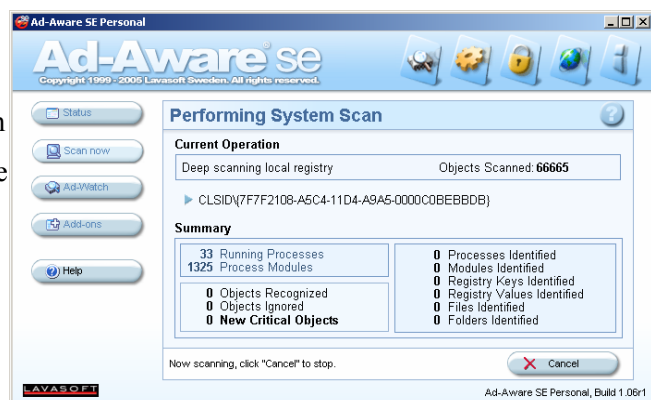 Ad-Aware SE Personal
Ad-Aware SE
Copyright 1999 - 2005 Lavasoft Sweden. All rights reserved.
n
e
Status
Scan now
Ad-Watch
Add-ons
Help
Performing System Scan
Current Operation
Deep scanning local registry Objects Scanned: 66665
CLSID\{7F7F2108-A5C4-11D4-A9A5-0000C0BEBBDB}
Summary
33 Running Processes
1325 Process Modules
0 Objects Recognized
0 Objects Ignored
0 New Critical Objects
0 Processes Identified
0 Modules Identified
0 Registry Keys Identified
0 Registry Values Identified
0 Files Identified
0 Folders Identified
Now scanning, click "Cancel" to stop.
Cancel
LAVASOFT
Ad-Aware SE Personal, Build 1.06r1